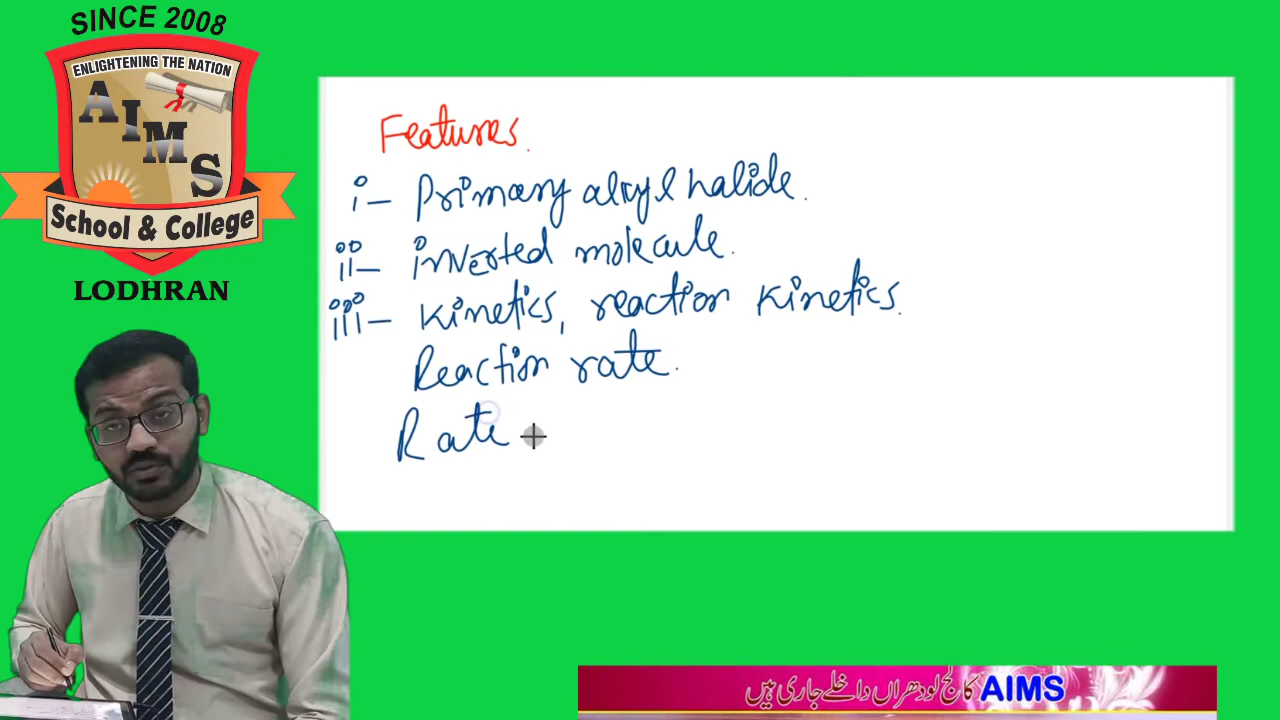 SINCE 2008
ENLIGHTENING THE NATION
AIMS
School & College
LODHRAN
Features.
i- Primary alkyl halide.
ii- inverted molecule.
iii- Kinetics, reaction Kinetics.
Reaction rate.
Rate
AIMS کالج لودھراں داخلے جاری ہیں